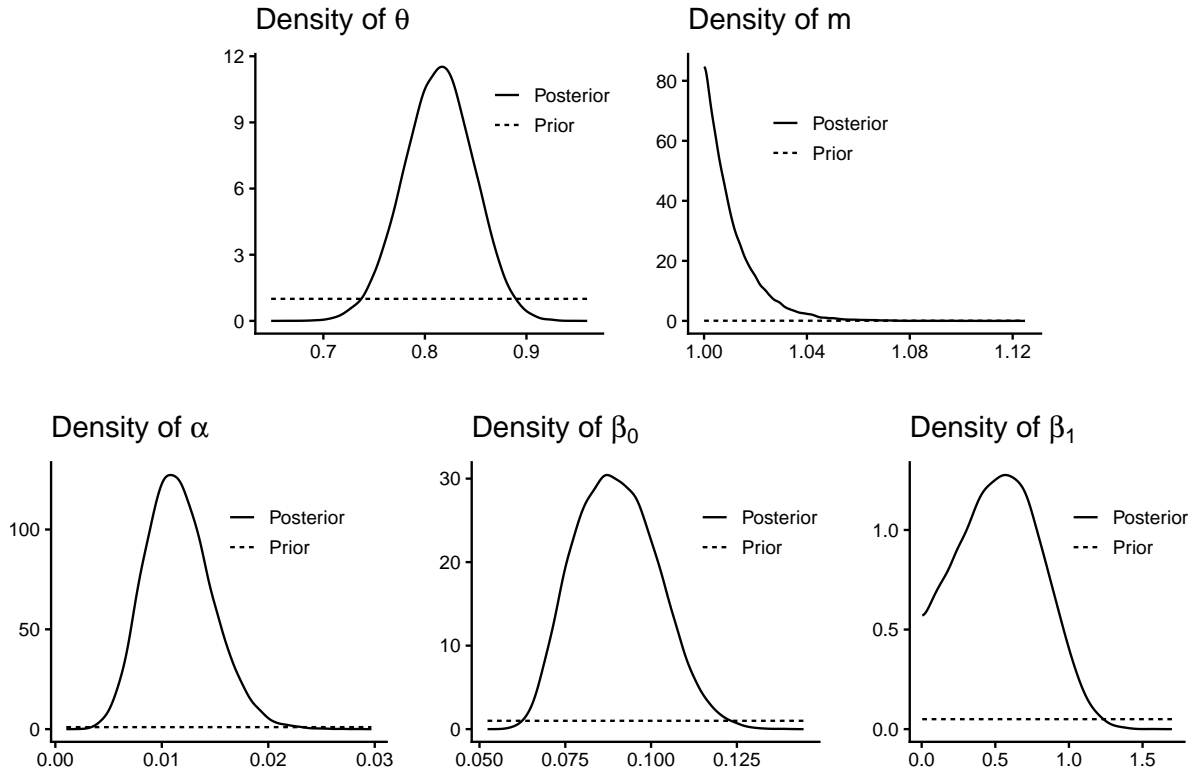 Density of θ
12
9
6
3
0
0.7 0.8 0.9
Posterior
Prior
Density of m
80
60
40
20
0
1.00 1.04 1.08 1.12
Posterior
Prior
Density of α
100
50
0
0.00 0.01 0.02 0.03
Posterior
Prior
Density of β₀
30
20
10
0
0.050 0.075 0.100 0.125
Posterior
Prior
Density of β₁
1.0
0.5
0.0
0.0 0.5 1.0 1.5
Posterior
Prior